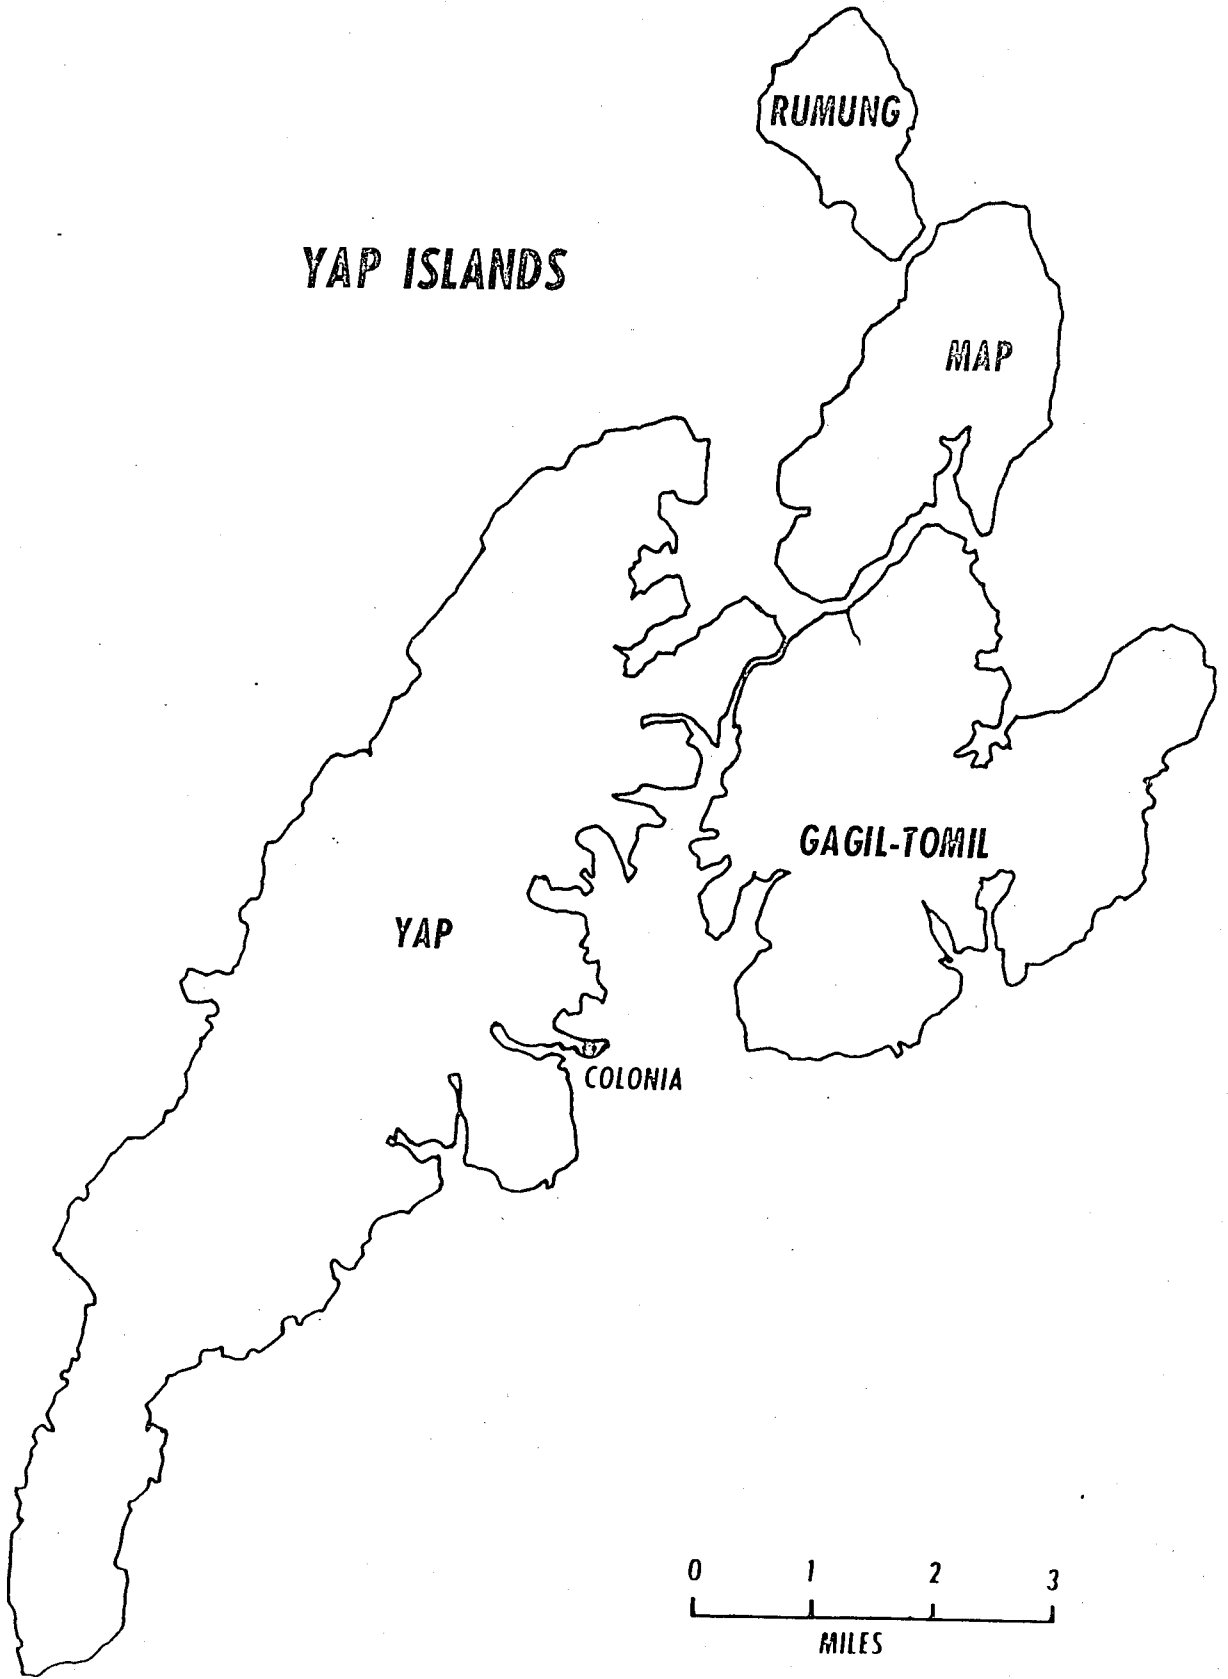 RUMUNG
YAP ISLANDS
MAP
GAGIL-TOMIL
YAP
COLONIA
0 1 2 3
MILES